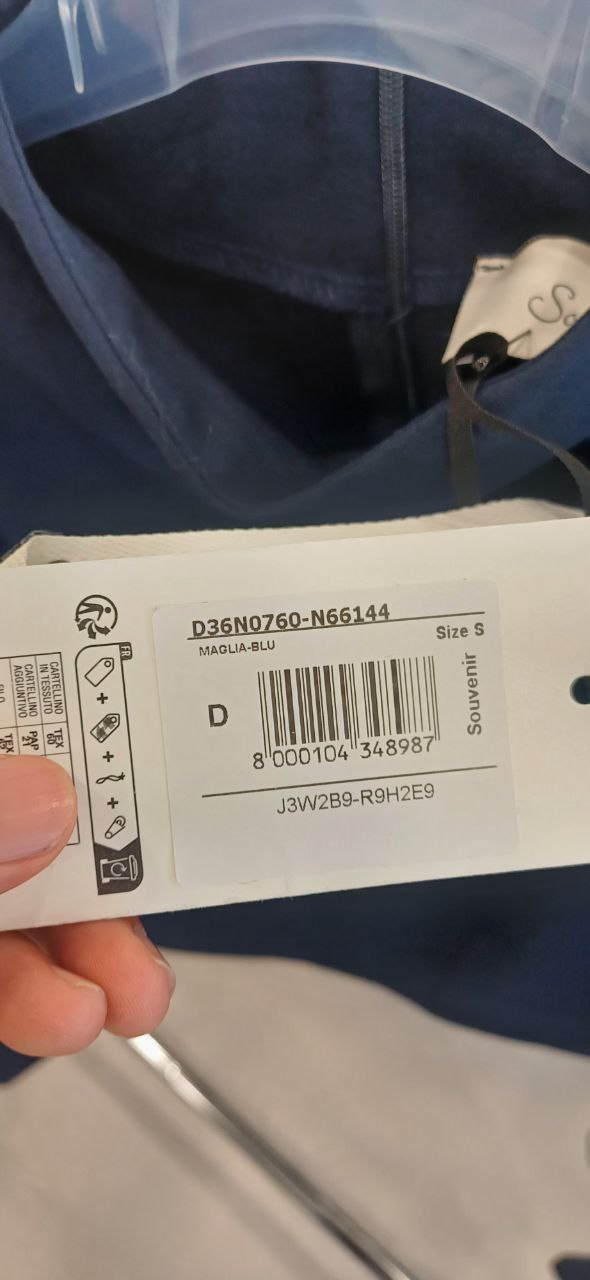 D36N0760-N66144
MAGLIA-BLU
Size S
D
Souvenir
8 000104 348987
J3W2B9-R9H2E9
FR
+
+
+
CARTELLINO IN TESSUTO
TEX 60
CARTELLINO AGGIUNTIVO
PAP 21
TEX